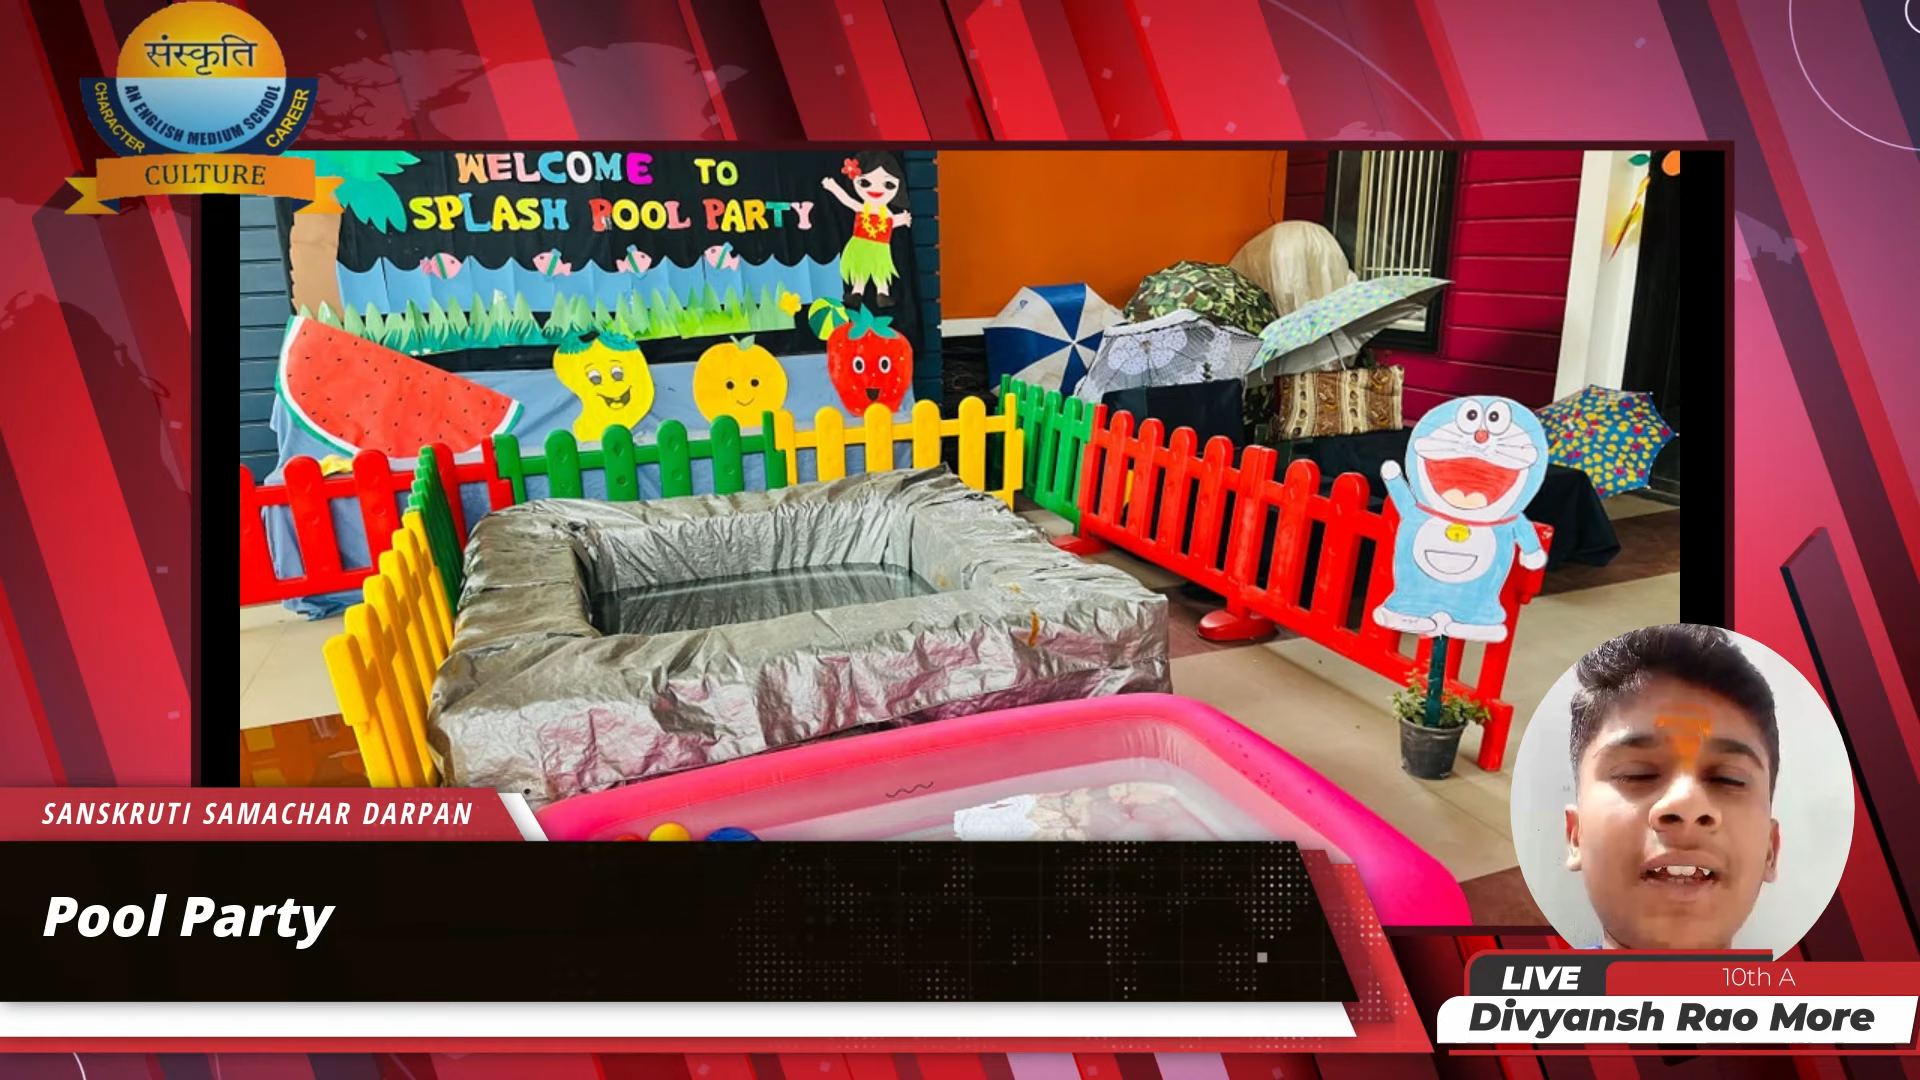 संस्कृति
AN ENGLISH MEDIUM SCHOOL
CHARACTER
CAREER
CULTURE
WELCOME TO
SPLASH POOL PARTY
SANSKRUTI SAMACHAR DARPAN
Pool Party
LIVE
10th A
Divyansh Rao More